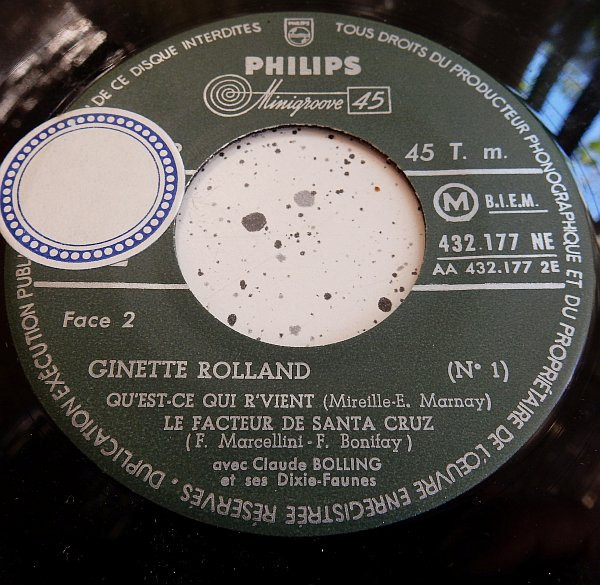 PHILIPS
PHILIPS
Minigroove 45
45 T. m.
M B.I.E.M.
432.177 NE
AA 432.177 2E
Face 2
GINETTE ROLLAND (N° 1)
QU'EST-CE QUI R'VIENT (Mireille-E. Marnay)
LE FACTEUR DE SANTA CRUZ
(F. Marcellini-F. Bonifay)
avec Claude BOLLING
et ses Dixie-Faunes
TOUS DROITS DU PRODUCTEUR PHONOGRAPHIQUE ET DU PROPRIÉTAIRE DE L'ŒUVRE ENREGISTRÉE RÉSERVÉS • DUPLICATION EXÉCUTION DE CE DISQUE INTERDITES